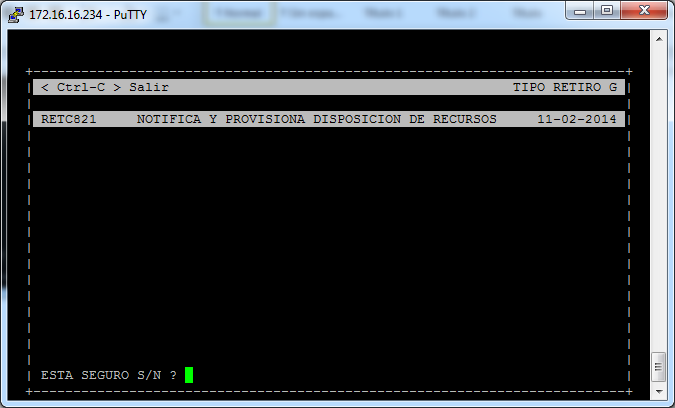 172.16.16.234 - PuTTY
< Ctrl-C > Salir TIPO RETIRO G
RETC821 NOTIFICA Y PROVISIONA DISPOSICION DE RECURSOS 11-02-2014
ESTA SEGURO S/N ?